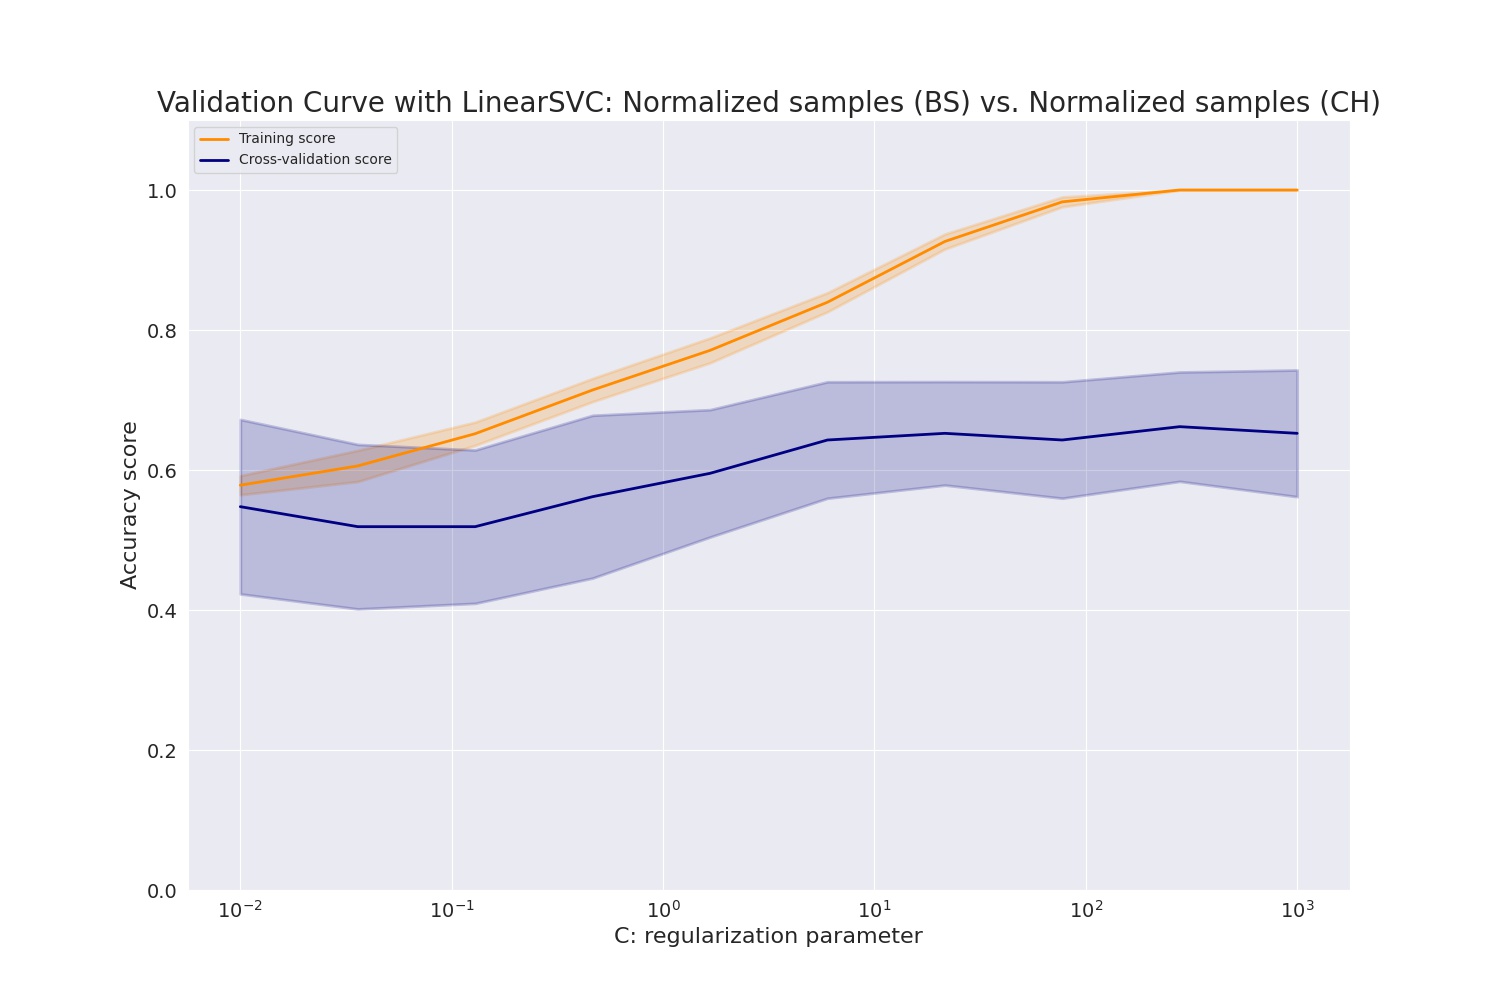 Validation Curve with LinearSVC: Normalized samples (BS) vs. Normalized samples (CH)
Training score
Cross-validation score
1.0
0.8
0.6
0.4
0.2
0.0
Accuracy score
10⁻² 10⁻¹ 10⁰ 10¹ 10² 10³
C: regularization parameter